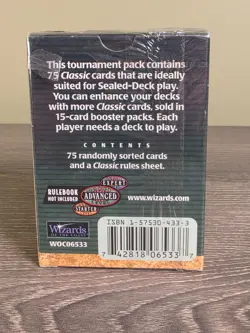 This tournament pack contains
75 Classic cards that are ideally
suited for Sealed-Deck play.
You can enhance your decks
with more Classic cards, sold in
15-card booster packs. Each
player needs a deck to play.
CONTENTS
75 randomly sorted cards
and a Classic rules sheet.
RULEBOOK
NOT INCLUDED
EXPERT
ADVANCED
STARTER
www.wizards.com
Wizards
OF THE COAST
WOC06533
ISBN 1-57530-433-3
7 42818 06533 7